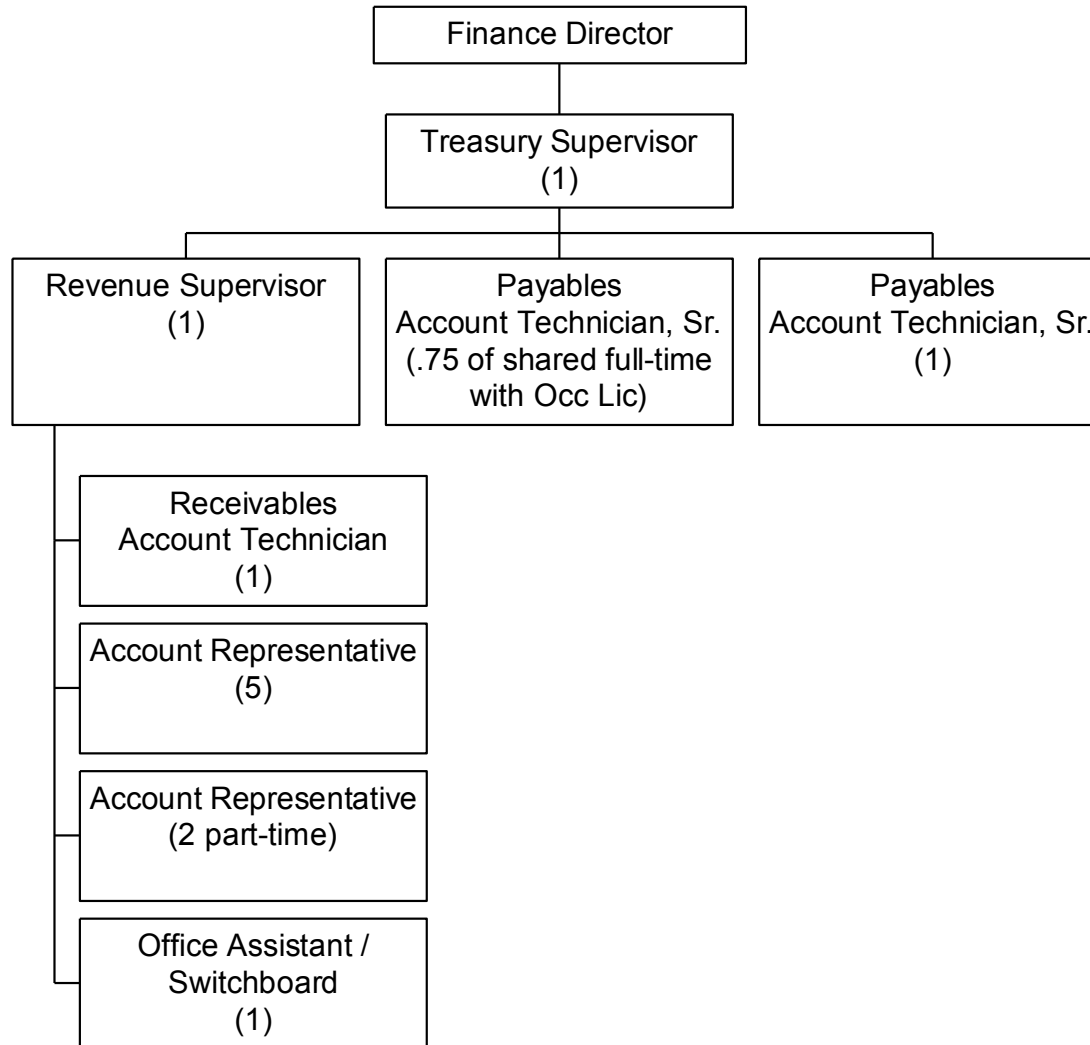 Finance Director
Treasury Supervisor
(1)
Revenue Supervisor
(1)
Payables
Account Technician, Sr.
(.75 of shared full-time
with Occ Lic)
Payables
Account Technician, Sr.
(1)
Receivables
Account Technician
(1)
Account Representative
(5)
Account Representative
(2 part-time)
Office Assistant /
Switchboard
(1)